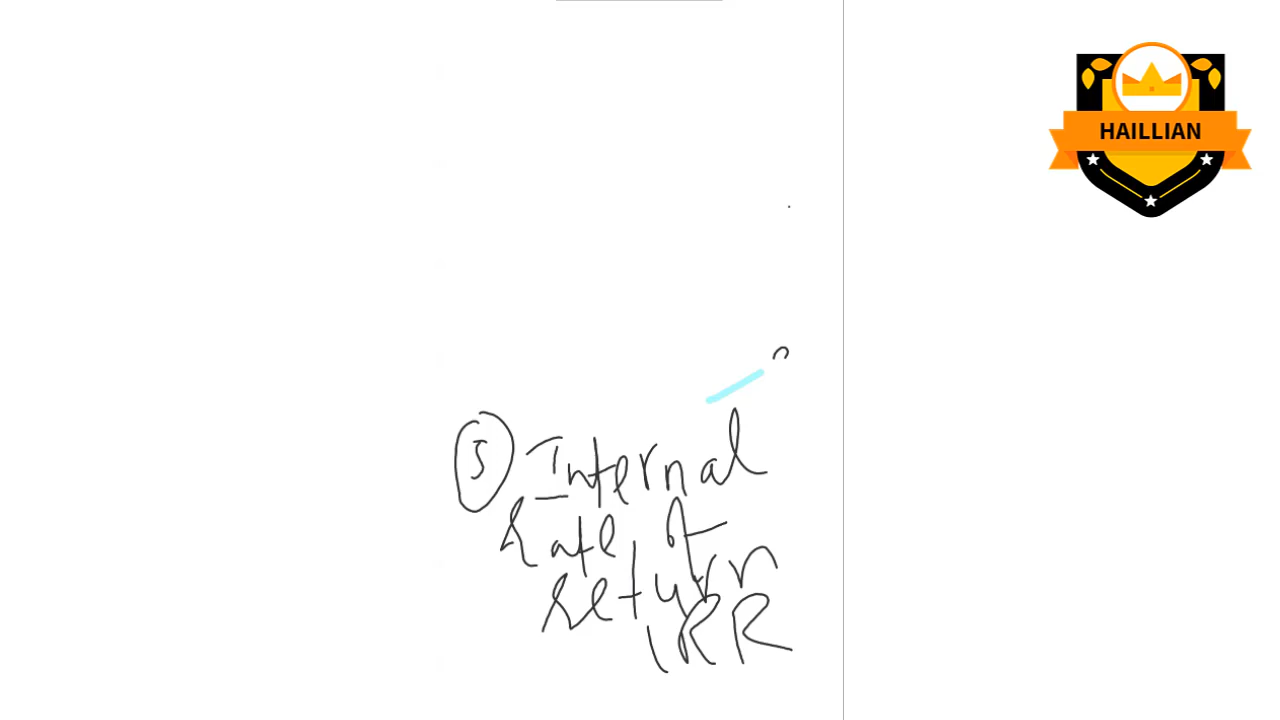 HAILLIAN
⑤ Internal
rate of
return
IRR